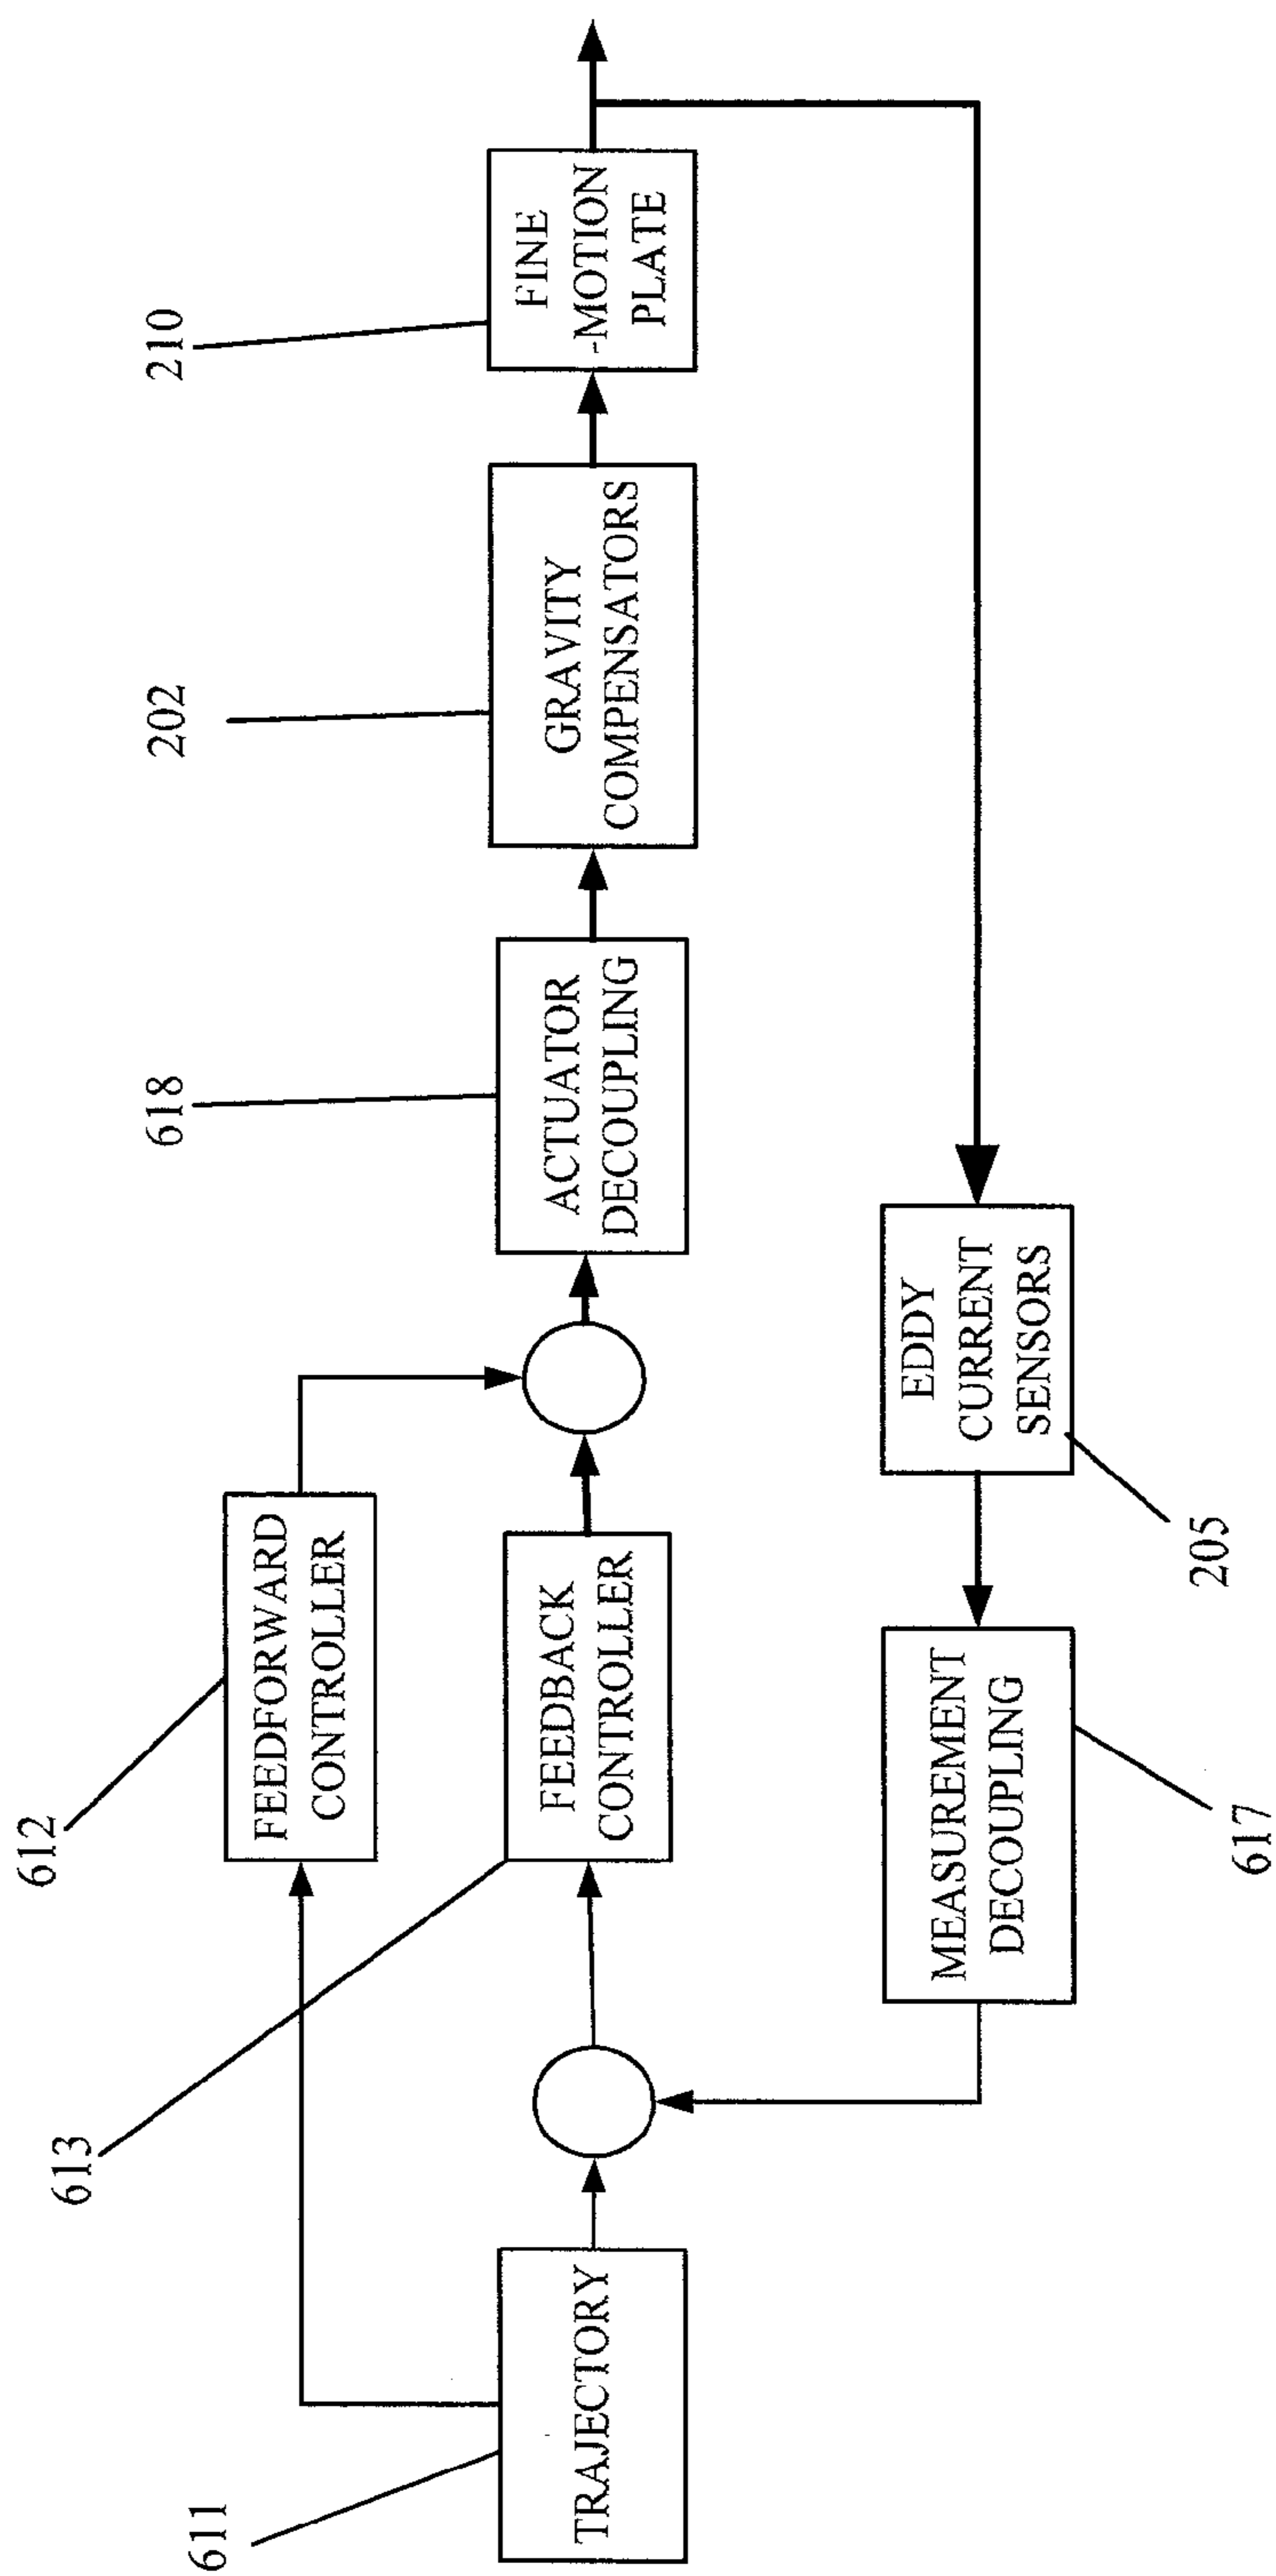 611
TRAJECTORY
612
FEEDFORWARD
CONTROLLER
613
FEEDBACK
CONTROLLER
618
ACTUATOR
DECOUPLING
202
GRAVITY
COMPENSATORS
210
FINE
-MOTION
PLATE
EDDY
CURRENT
SENSORS
205
MEASUREMENT
DECOUPLING
617